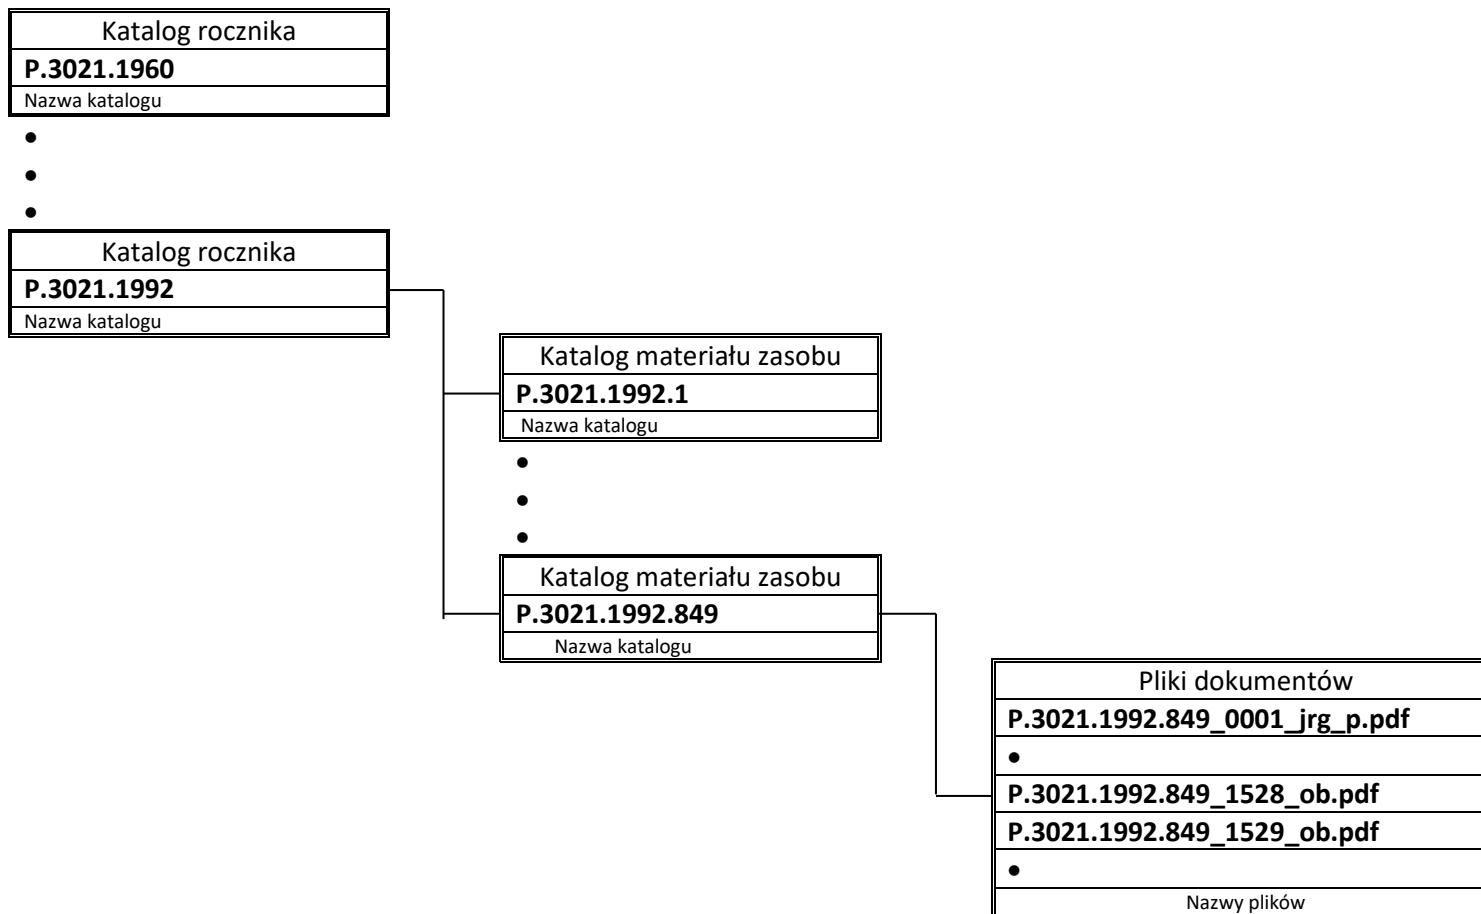 Katalog rocznika
P.3021.1960
Nazwa katalogu
•
•
•
Katalog rocznika
P.3021.1992
Nazwa katalogu
Katalog materiału zasobu
P.3021.1992.1
Nazwa katalogu
•
•
•
Katalog materiału zasobu
P.3021.1992.849
Nazwa katalogu
Pliki dokumentów
P.3021.1992.849_0001_jrg_p.pdf
•
P.3021.1992.849_1528_ob.pdf
P.3021.1992.849_1529_ob.pdf
•
Nazwy plików